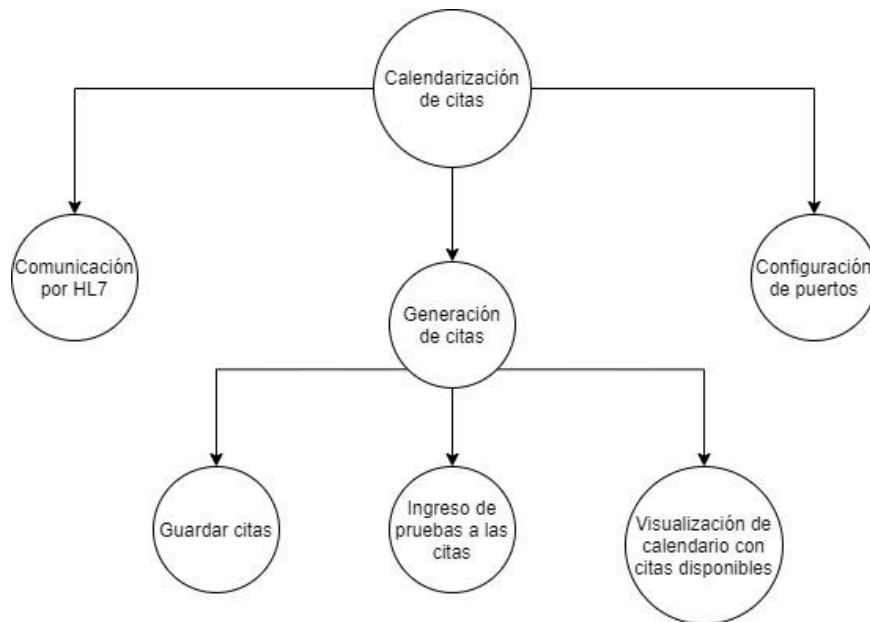 Calendarización
de citas
Comunicación
por HL7
Configuración
de puertos
Generación
de citas
Guardar citas
Ingreso de
pruebas a las
citas
Visualización de
calendario con
citas disponibles